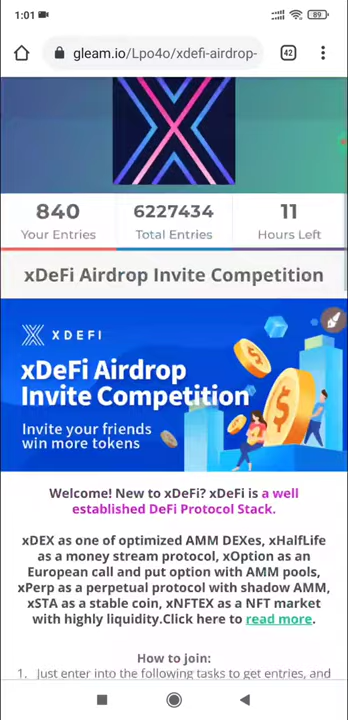 1:01
89
gleam.io/Lpo4o/xdefi-airdrop-
42
840
6227434
11
Your Entries
Total Entries
Hours Left
xDeFi Airdrop Invite Competition
XDEFI
xDeFi Airdrop
Invite Competition
Invite your friends
win more tokens
Welcome! New to xDeFi? xDeFi is a well
established DeFi Protocol Stack.
xDEX as one of optimized AMM DEXes, xHalfLife
as a money stream protocol, xOption as an
European call and put option with AMM pools,
xPerp as a perpetual protocol with shadow AMM,
xSTA as a stable coin, xNFTEX as a NFT market
with highly liquidity.Click here to read more.
How to join:
1. Just enter into the following tasks to get entries, and